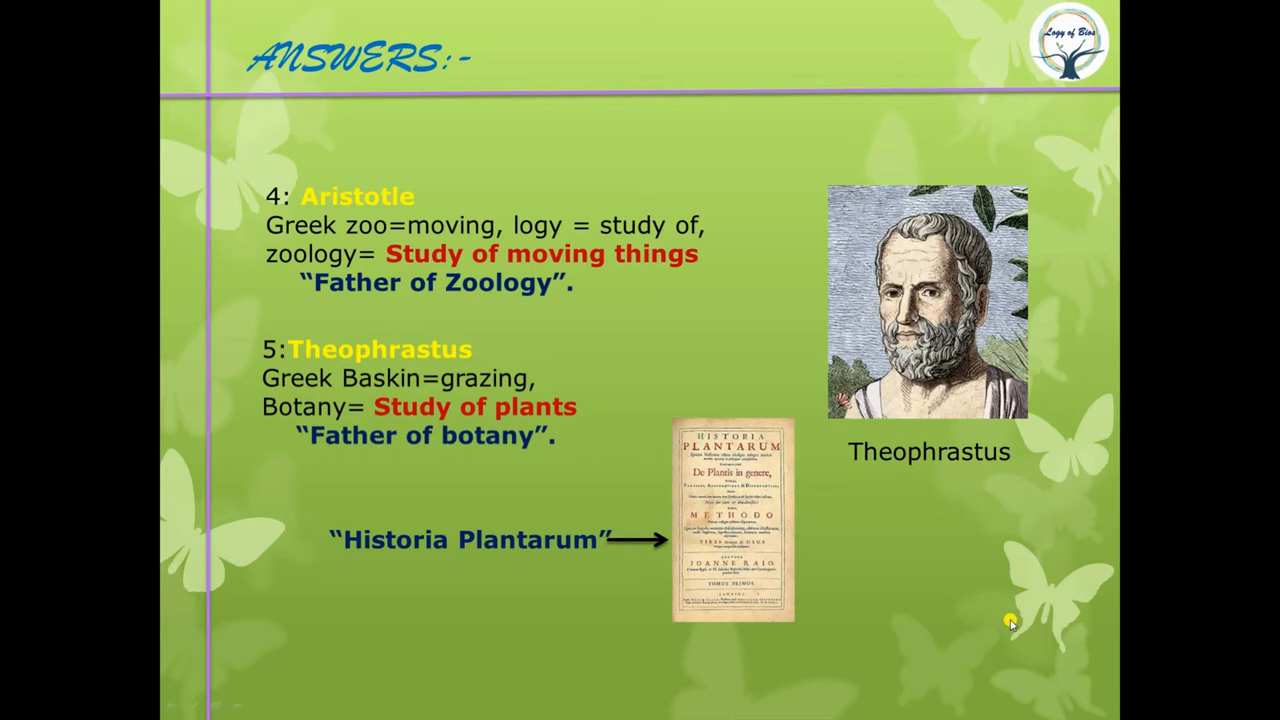 ANSWERS:-
Logy of Bios
4: Aristotle
Greek zoo=moving, logy = study of,
zoology= Study of moving things
“Father of Zoology”.
5:Theophrastus
Greek Baskin=grazing,
Botany= Study of plants
“Father of botany”.
Theophrastus
“Historia Plantarum”
HISTORIA
PLANTARUM
De Plantis in genere,
METHODO
JOANNE RAIO
TOMUS PRIMUS